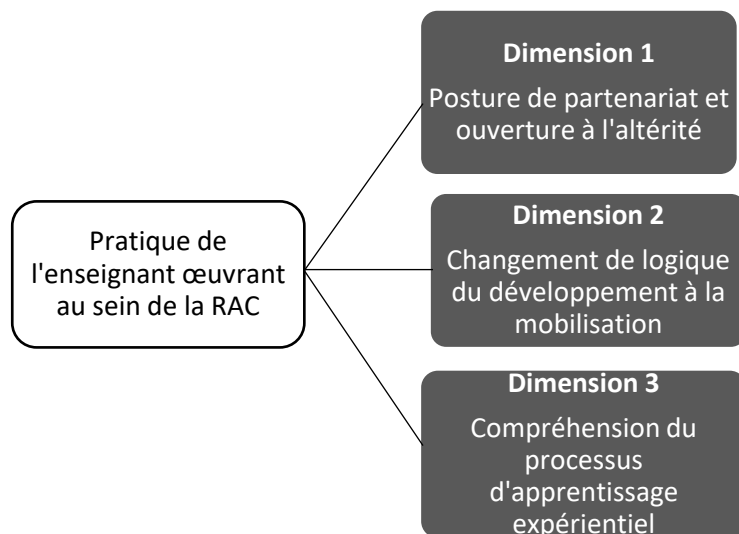 Pratique de
l'enseignant œuvrant
au sein de la RAC
Dimension 1
Posture de partenariat et
ouverture à l'altérité
Dimension 2
Changement de logique
du développement à la
mobilisation
Dimension 3
Compréhension du
processus
d'apprentissage
expérientiel